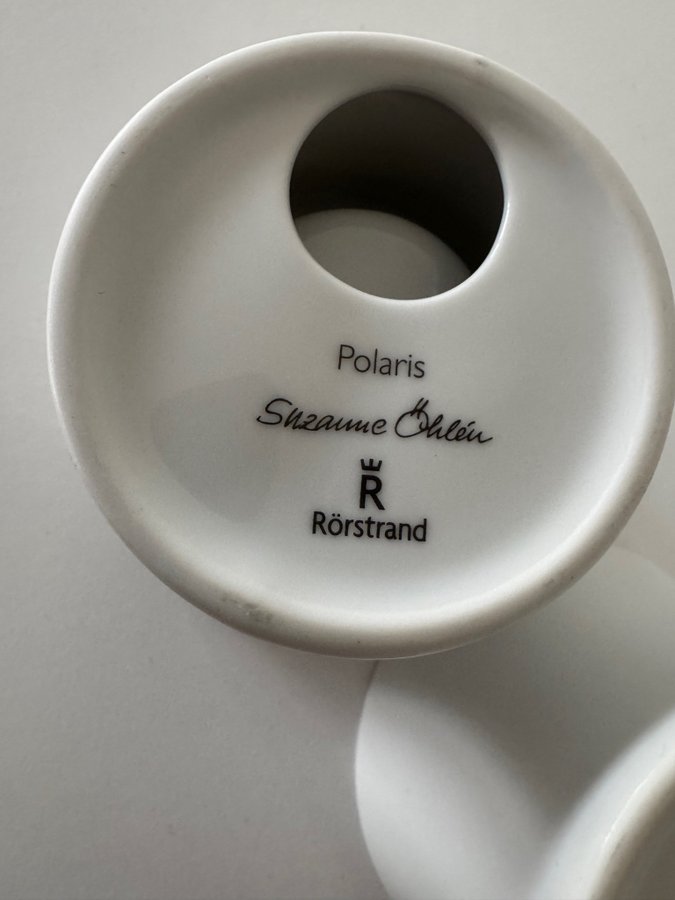 Polaris
Suzanne Öhlén
R
Rörstrand